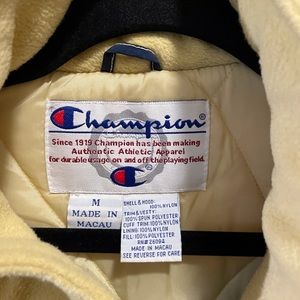 Champion®
Since 1919 Champion has been making
Authentic Athletic Apparel
for durable usage on and off the playing field.
M
MADE IN
MACAU
SHELL & HOOD:
100% NYLON
TRIM & VESTY:
100% SPUN POLYESTER
CUFF TRIM: 100% NYLON
LINING: 100% NYLON
FILL: 100% POLYESTER
RN# 26094
MADE IN MACAU
SEE REVERSE FOR CARE